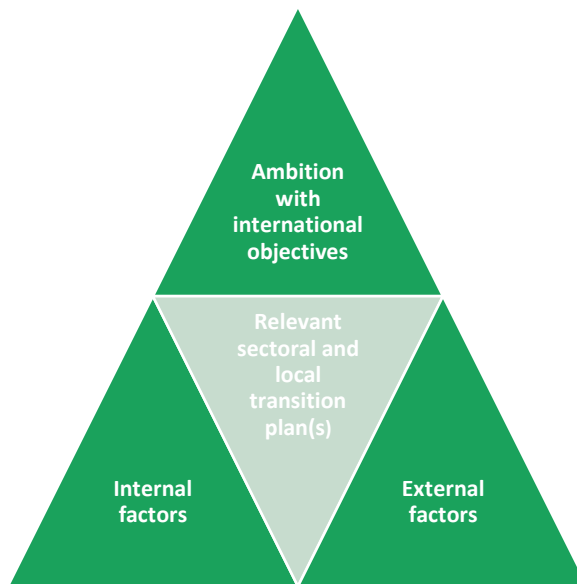 Ambition
with
international
objectives
Relevant
sectoral and
local
transition
plan(s)
Internal
factors
External
factors